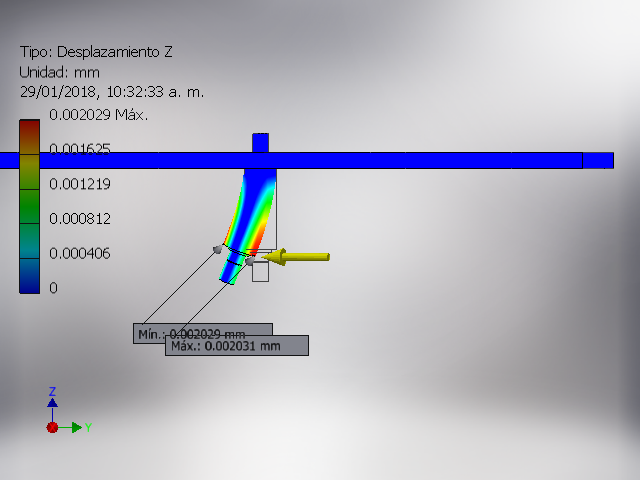 Tipo: Desplazamiento Z
Unidad: mm
29/01/2018, 10:32:33 a. m.
0.002029 Máx.
0.001625
0.001219
0.000812
0.000406
0
Mín.: 0.002029 mm
Máx.: 0.002031 mm
Z
Y